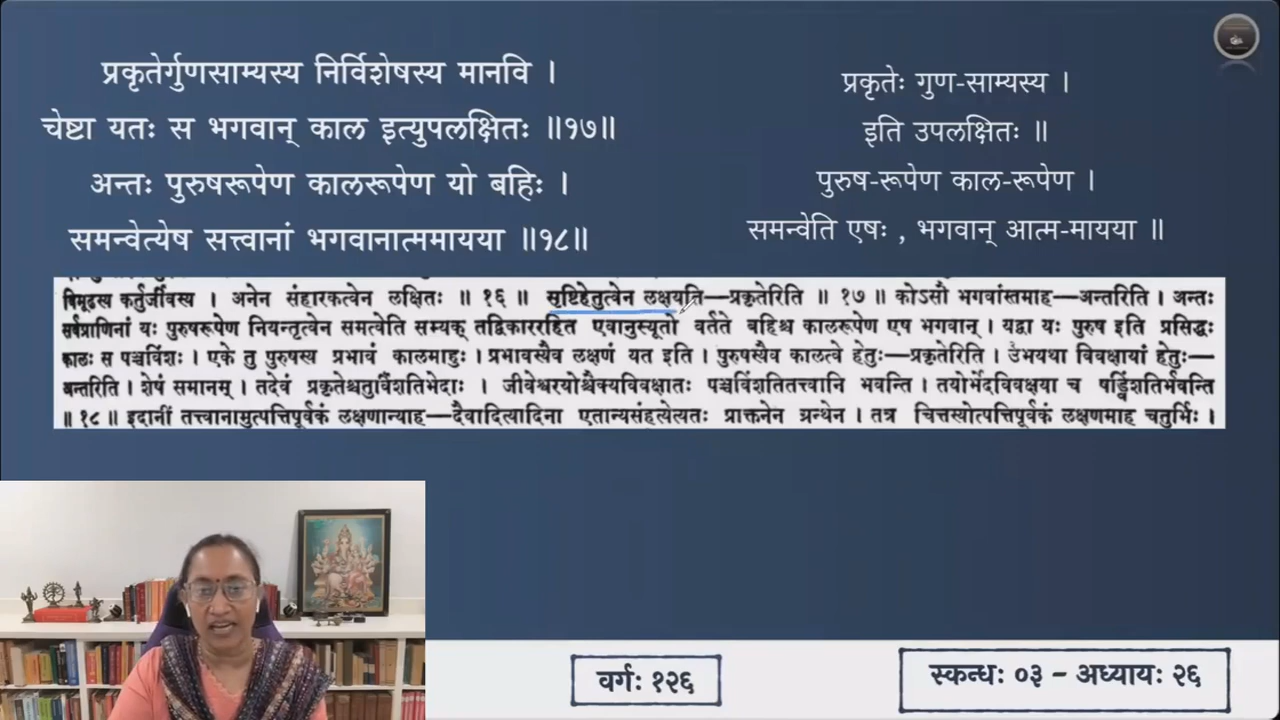 प्रकृतेर्गुणसाम्यस्य निर्विशेषस्य मानवि ।
चेष्टा यतः स भगवान् काल इत्युपलक्षितः ॥१७॥
अन्तः पुरुषरूपेण कालरूपेण यो बहिः ।
समन्वेत्येष सत्त्वानां भगवानात्ममायया ॥१८॥
प्रकृतेः गुण-साम्यस्य ।
इति उपलक्षितः ॥
पुरुष-रूपेण काल-रूपेण ।
समन्वेति एषः , भगवान् आत्म-मायया ॥
विमूढस्य कर्तुर्जीवस्य । अनेन संहारकत्वेन लक्षितः ॥ १६ ॥ सृष्टिहेतुत्वेन लक्षयति—प्रकृतेरिति ॥ १७ ॥ कोऽसौ भगवांस्तमाह—अन्तरिति । अन्तः
सर्वप्राणिनां यः पुरुषरूपेण नियन्तृत्वेन समत्वेति सम्यक् तद्विकाररहित एवानुस्यूतो वर्तते बहिश्च कालरूपेण एष भगवान् । यद्वा यः पुरुष इति प्रसिद्धः
कालः स पञ्चविंशः । एके तु पुरुषस्य प्रभावं कालमाहुः । प्रभावस्यैव लक्षणं यत इति । पुरुषस्यैव कालत्वे हेतुः—प्रकृतेरिति । उभयथा विवक्षायां हेतुः—
अन्तरिति । शेषं समानम् । तदेवं प्रकृतेश्चतुर्विंशतिभेदाः । जीवेश्वरयोश्चैक्यविवक्षातः पञ्चविंशतितत्त्वानि भवन्ति । तयोर्भेदविवक्षया च षड्विंशतिर्भवन्ति
॥ १८ ॥ इदानीं तत्त्वानामुत्पत्तिपूर्वकं लक्षणान्याह—दैवादित्यादिना एतान्यसंहत्येत्यतः प्राक्तनेन ग्रन्थेन । तत्र चित्तस्योत्पत्तिपूर्वकं लक्षणमाह चतुर्भिः ।
वर्गः १२६
स्कन्धः ०३ – अध्यायः २६